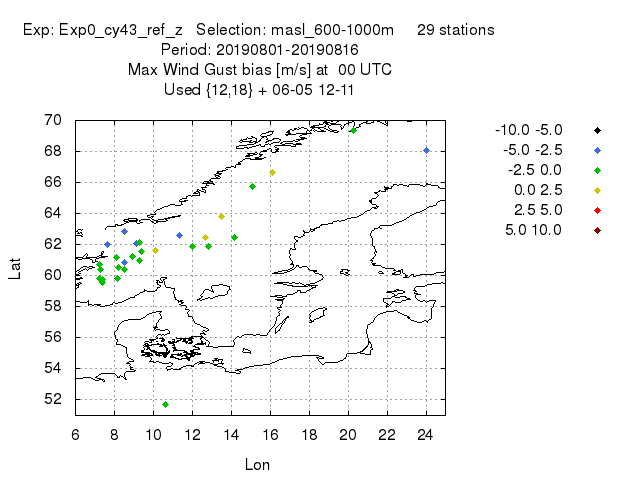 Exp: Exp0_cy43_ref_z Selection: masl_600-1000m 29 stations
Period: 20190801-20190816
Max Wind Gust bias [m/s] at 00 UTC
Used {12,18} + 06-05 12-11
70
68
66
64
62
60
58
56
54
52
6 8 10 12 14 16 18 20 22 24
Lat
Lon
-10.0 -5.0
-5.0 -2.5
-2.5 0.0
0.0 2.5
2.5 5.0
5.0 10.0